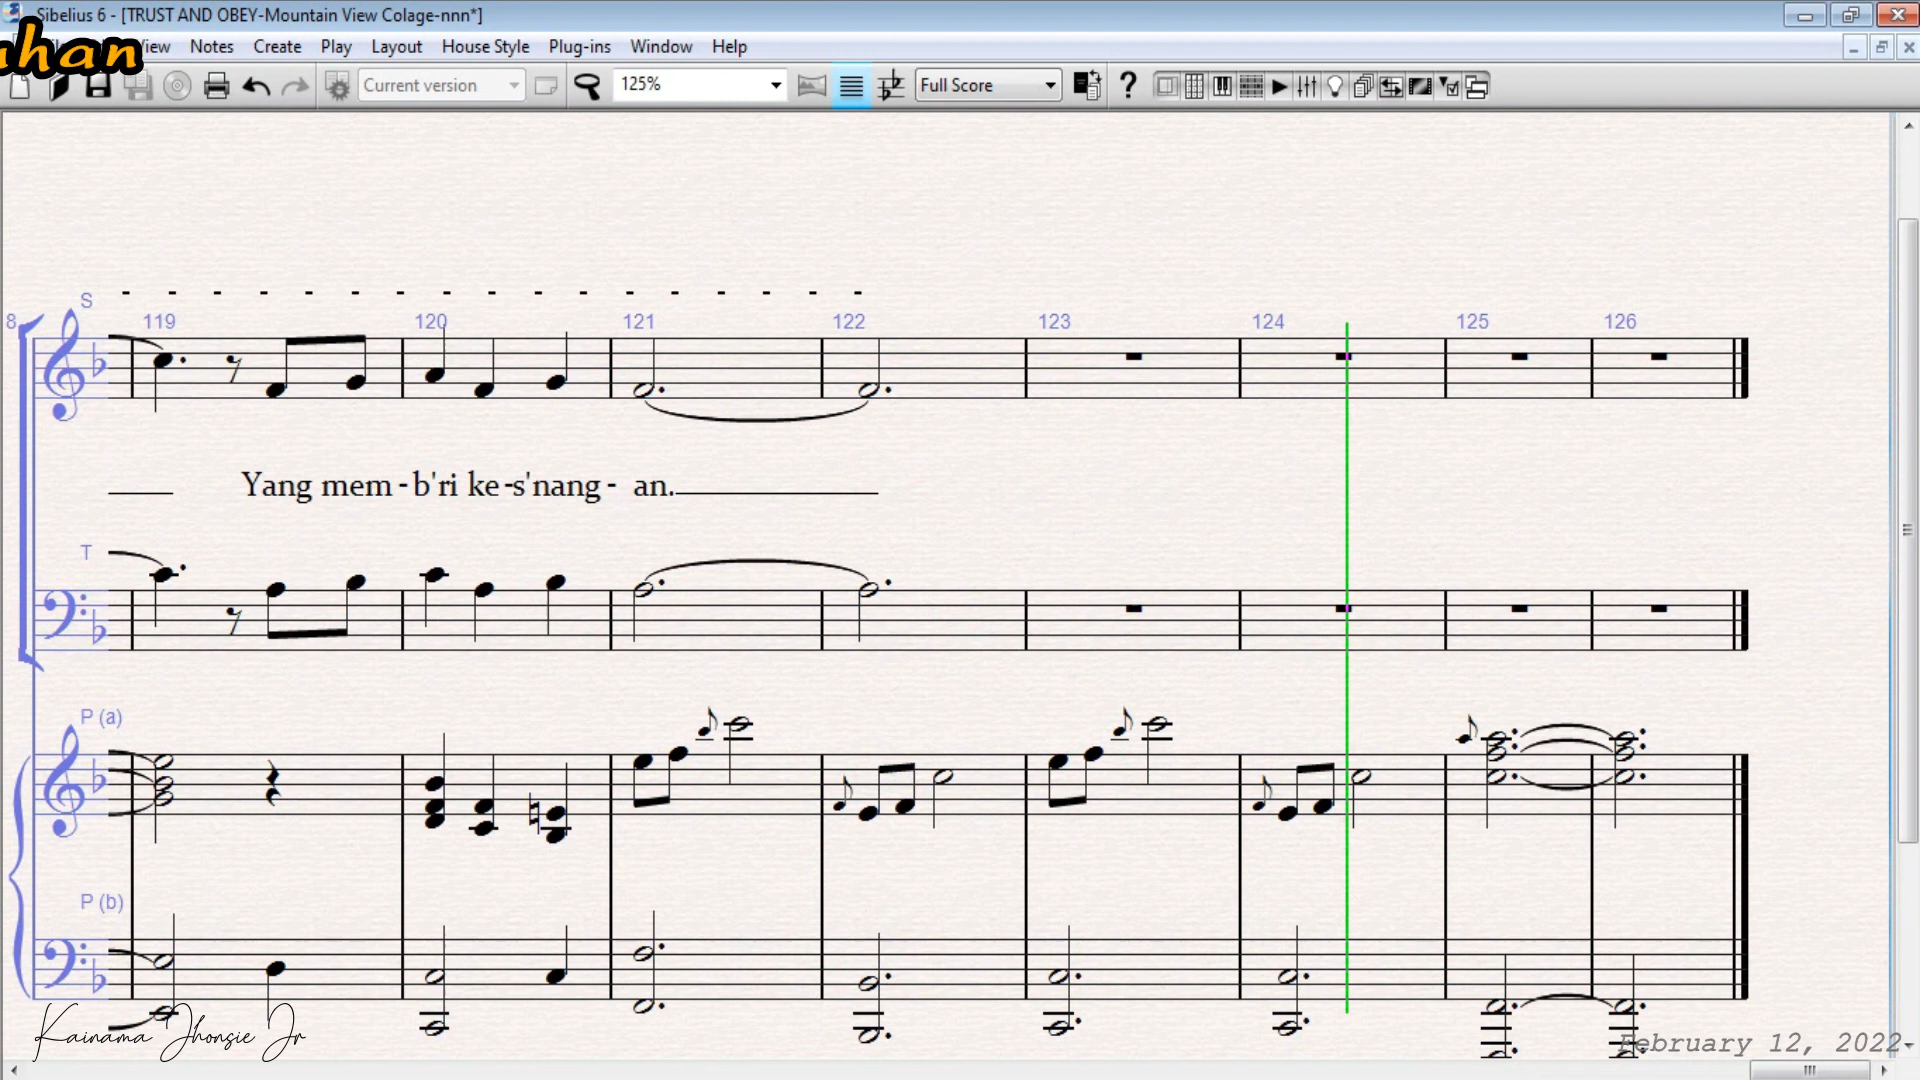 Sibelius 6 - [TRUST AND OBEY-Mountain View Colage-nnn*]
uhan
View Notes Create Play Layout House Style Plug-ins Window Help
Current version 125% Full Score
S
8 119 120 121 122 123 124 125 126
Yang mem - b'ri ke -s'nang - an.
T
P (a)
P (b)
Kainama Jhonsie Jr
February 12, 2022